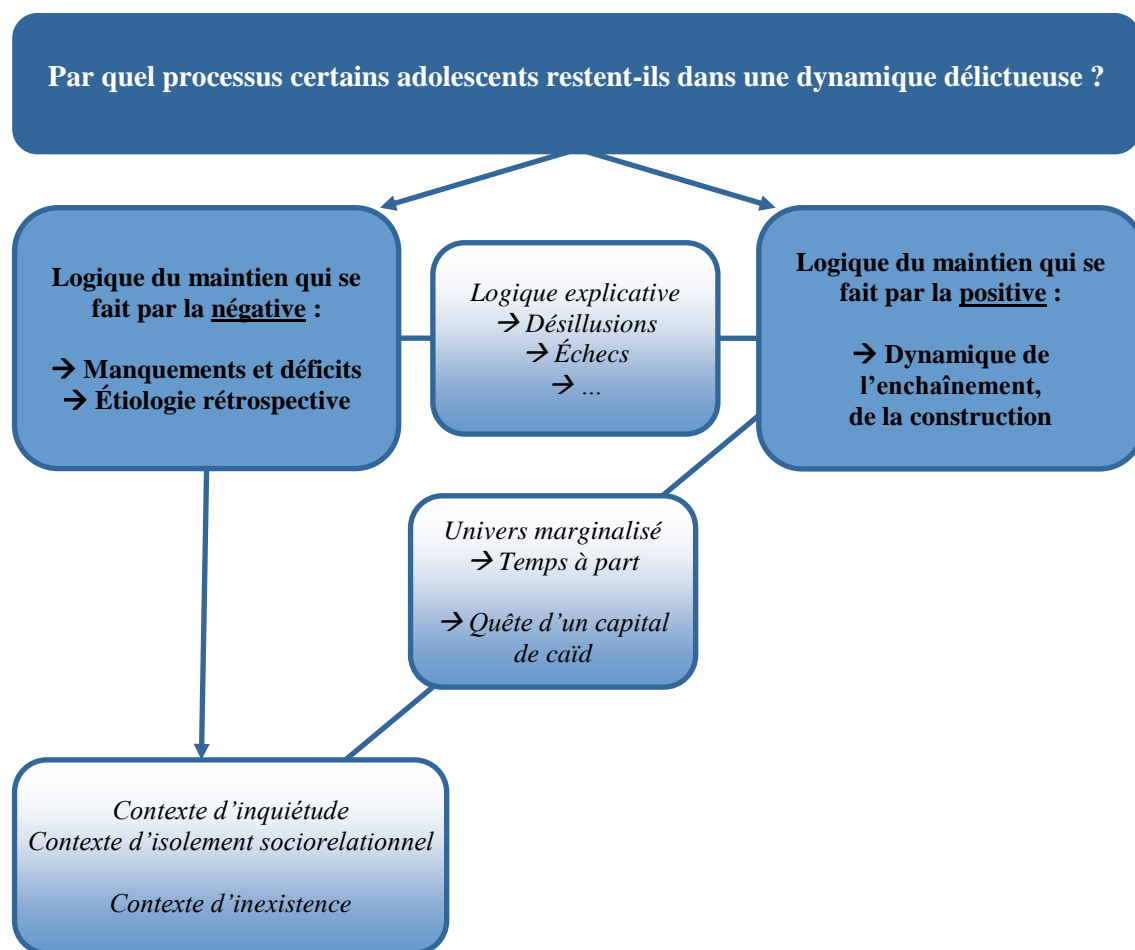 Par quel processus certains adolescents restent-ils dans une dynamique délictueuse ?
Logique du maintien qui se
fait par la négative :
→ Manquements et déficits
→ Étiologie rétrospective
Logique explicative
→ Désillusions
→ Échecs
→ ...
Logique du maintien qui se
fait par la positive :
→ Dynamique de
l’enchaînement,
de la construction
Univers marginalisé
→ Temps à part
→ Quête d’un capital
de caïd
Contexte d’inquiétude
Contexte d’isolement sociorelationnel
Contexte d’inexistence